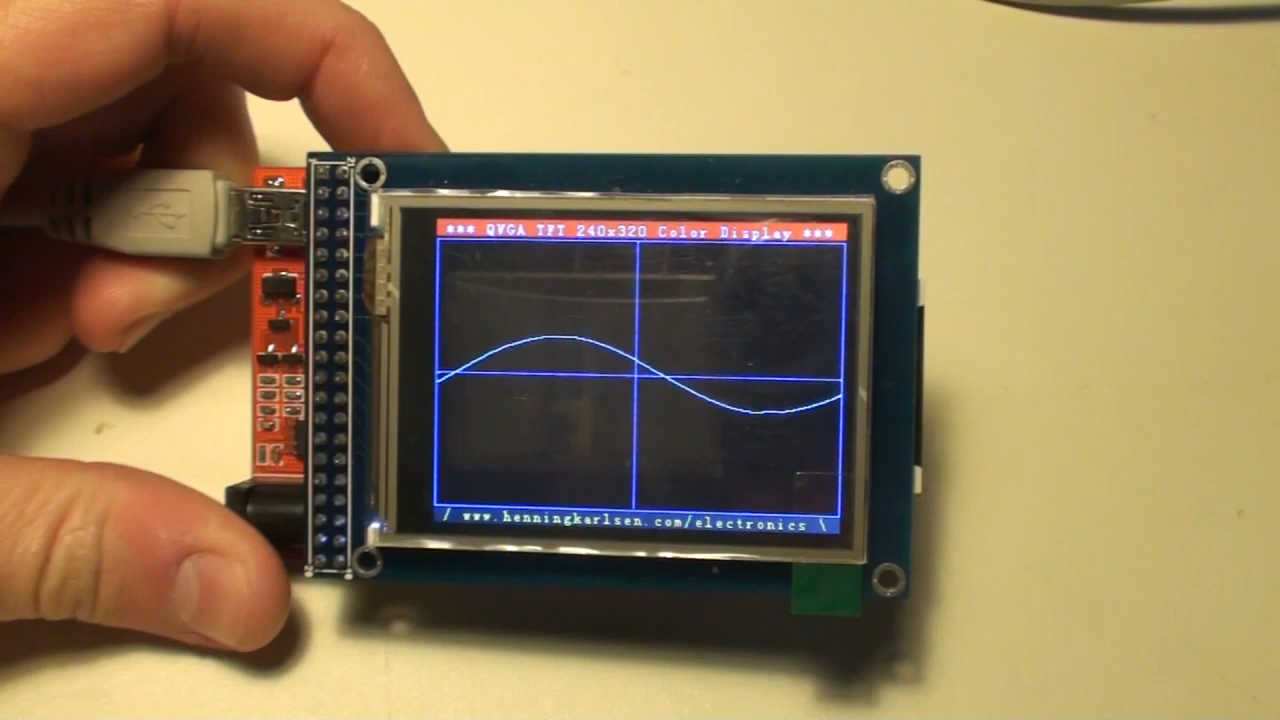 *** QVGA TFT 240x320 Color Display ***
/ www.henningkarlsen.com/electronics \